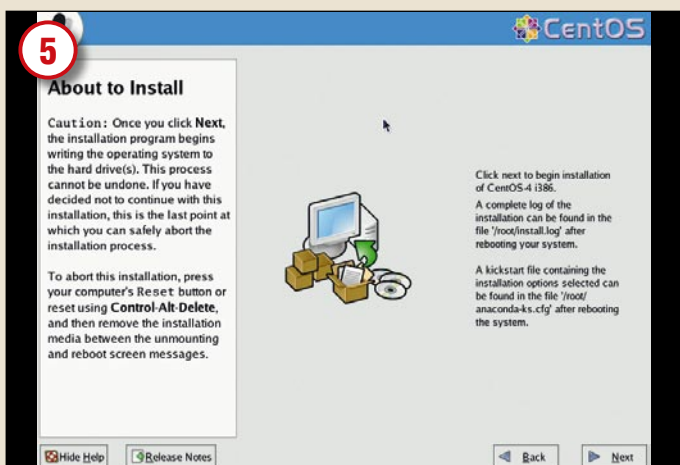 5
CentOS
About to Install
Caution: Once you click Next,
the installation program begins
writing the operating system to
the hard drive(s). This process
cannot be undone. If you have
decided not to continue with this
installation, this is the last point at
which you can safely abort the
installation process.
To abort this installation, press
your computer's Reset button or
reset using Control-Alt-Delete,
and then remove the installation
media between the unmounting
and reboot screen messages.
Click next to begin installation
of CentOS-4 i386.
A complete log of the
installation can be found in the
file '/root/install.log' after
rebooting your system.
A kickstart file containing the
installation options selected can
be found in the file '/root/
anaconda-ks.cfg' after rebooting
the system.
Hide Help
Release Notes
Back
Next